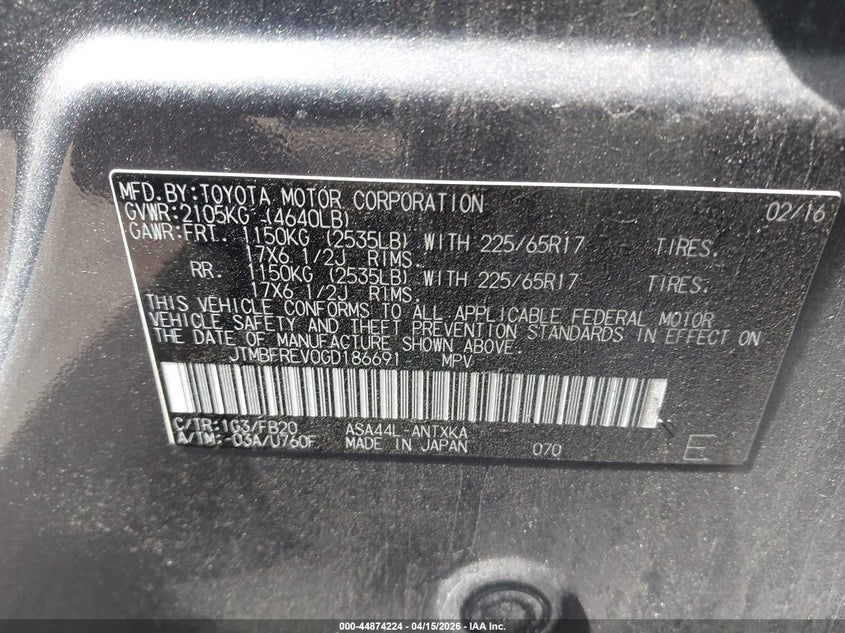 MFD.BY:TOYOTA MOTOR CORPORATION 02/16
GVWR:2105KG (4640LB)
GAWR:FRT. 1150KG (2535LB) WITH 225/65R17 TIRES.
17X6 1/2J RIMS.
RR. 1150KG (2535LB) WITH 225/65R17 TIRES.
17X6 1/2J RIMS.
THIS VEHICLE CONFORMS TO ALL APPLICABLE FEDERAL MOTOR
VEHICLE SAFETY AND THEFT PREVENTION STANDARDS IN EFFECT ON
THE DATE OF MANUFACTURE SHOWN ABOVE.
JTMBFREV0GD186691 MPV
C/TR:1G3/FB20 ASA44L-ANTXKA
A/TM:-03A/U760F MADE IN JAPAN 070 E
000-44874224 - 04/15/2026 - IAA Inc.